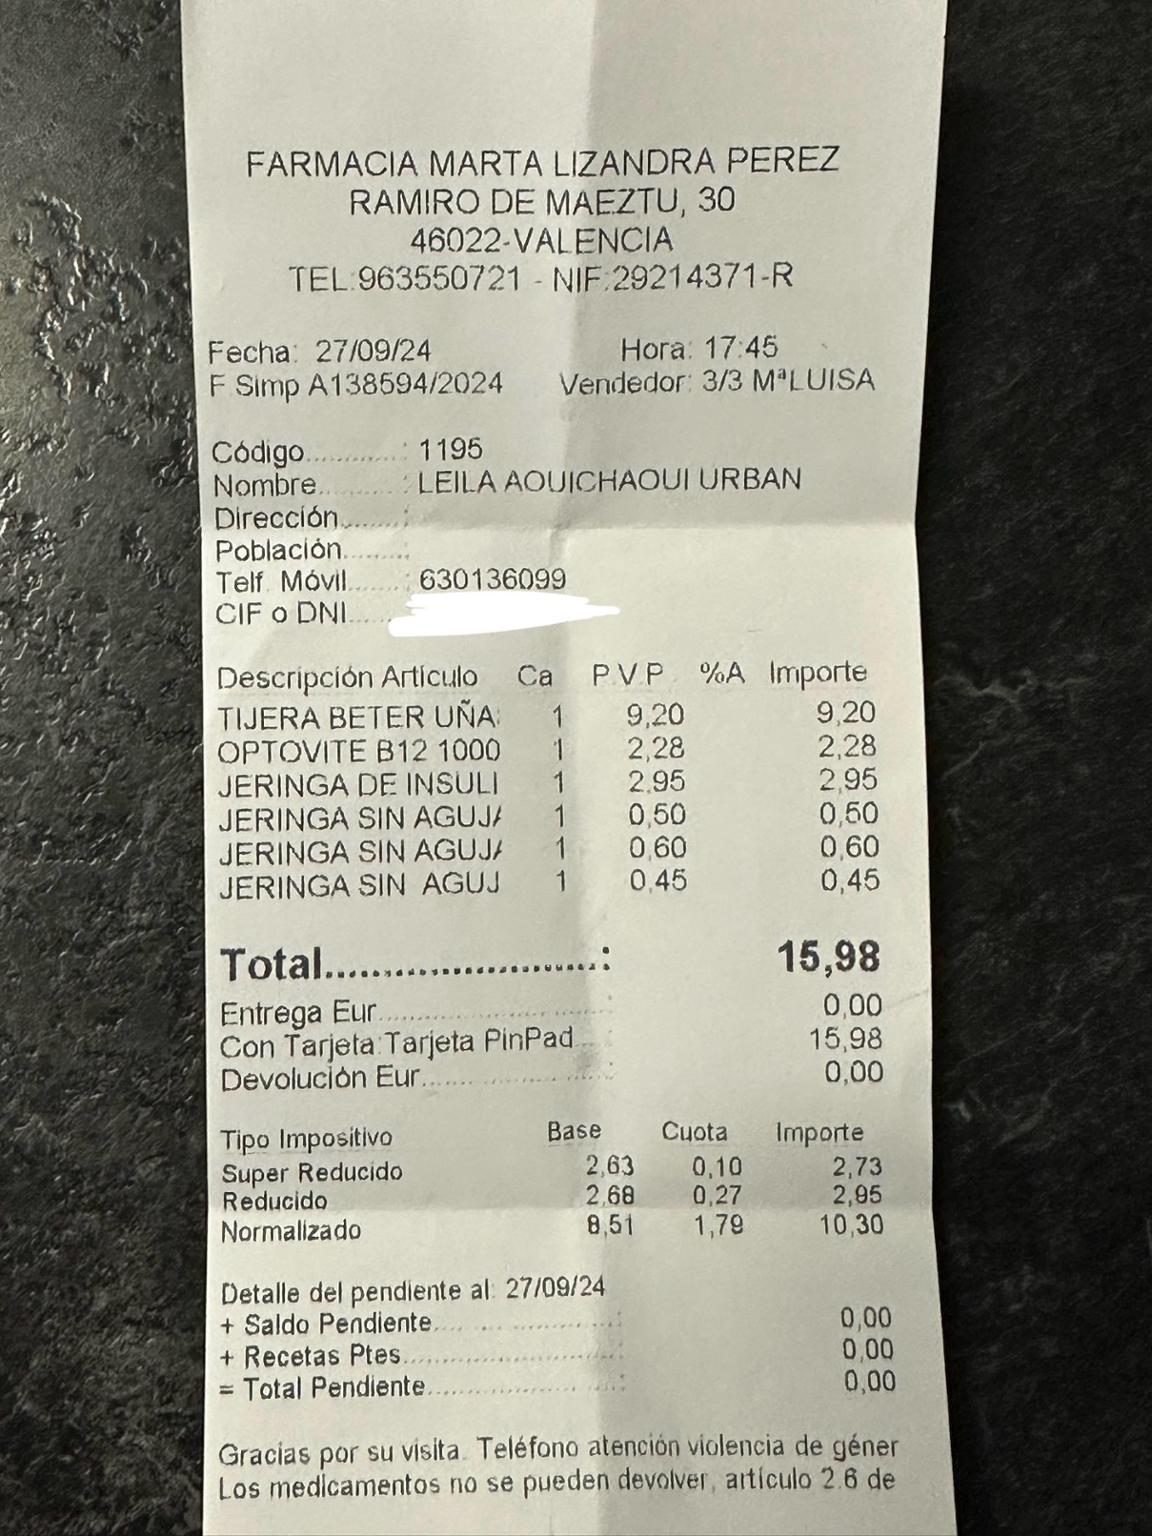 FARMACIA MARTA LIZANDRA PEREZ
RAMIRO DE MAEZTU, 30
46022-VALENCIA
TEL:963550721 - NIF:29214371-R
Fecha: 27/09/24 Hora: 17:45
F.Simp A138594/2024 Vendedor: 3/3 MªLUISA
Código............: 1195
Nombre..........: LEILA AOUICHAOUI URBAN
Dirección........:
Población........:
Telf. Móvil.......: 630136099
CIF o DNI.....
Descripción Artículo Ca P.V.P. %A Importe
TIJERA BETER UÑA 1 9,20 9,20
OPTOVITE B12 1000 1 2,28 2,28
JERINGA DE INSULI 1 2,95 2,95
JERINGA SIN AGUJA 1 0,50 0,50
JERINGA SIN AGUJA 1 0,60 0,60
JERINGA SIN AGUJ 1 0,45 0,45
Total..........................: 15,98
Entrega Eur..............................: 0,00
Con Tarjeta:Tarjeta PinPad....: 15,98
Devolución Eur........................: 0,00
Tipo Impositivo Base Cuota Importe
Super Reducido 2,63 0,10 2,73
Reducido 2,68 0,27 2,95
Normalizado 8,51 1,79 10,30
Detalle del pendiente al: 27/09/24
+ Saldo Pendiente........................: 0,00
+ Recetas Ptes............................: 0,00
= Total Pendiente.........................: 0,00
Gracias por su visita. Teléfono atención violencia de géner
Los medicamentos no se pueden devolver, artículo 2.6 de